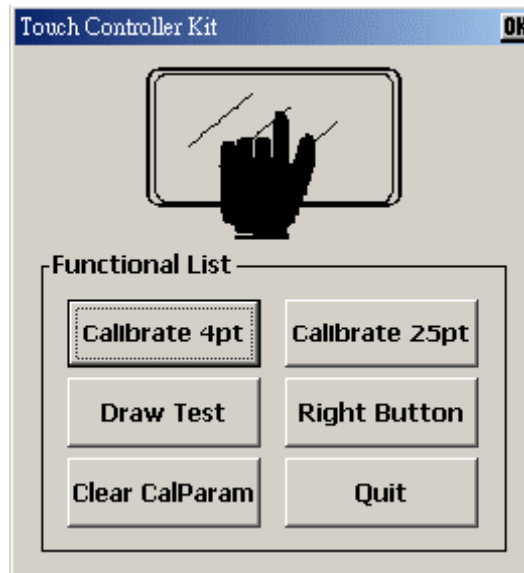 Touch Controller Kit OK
Functional List
Calibrate 4pt Calibrate 25pt
Draw Test Right Button
Clear CalParam Quit